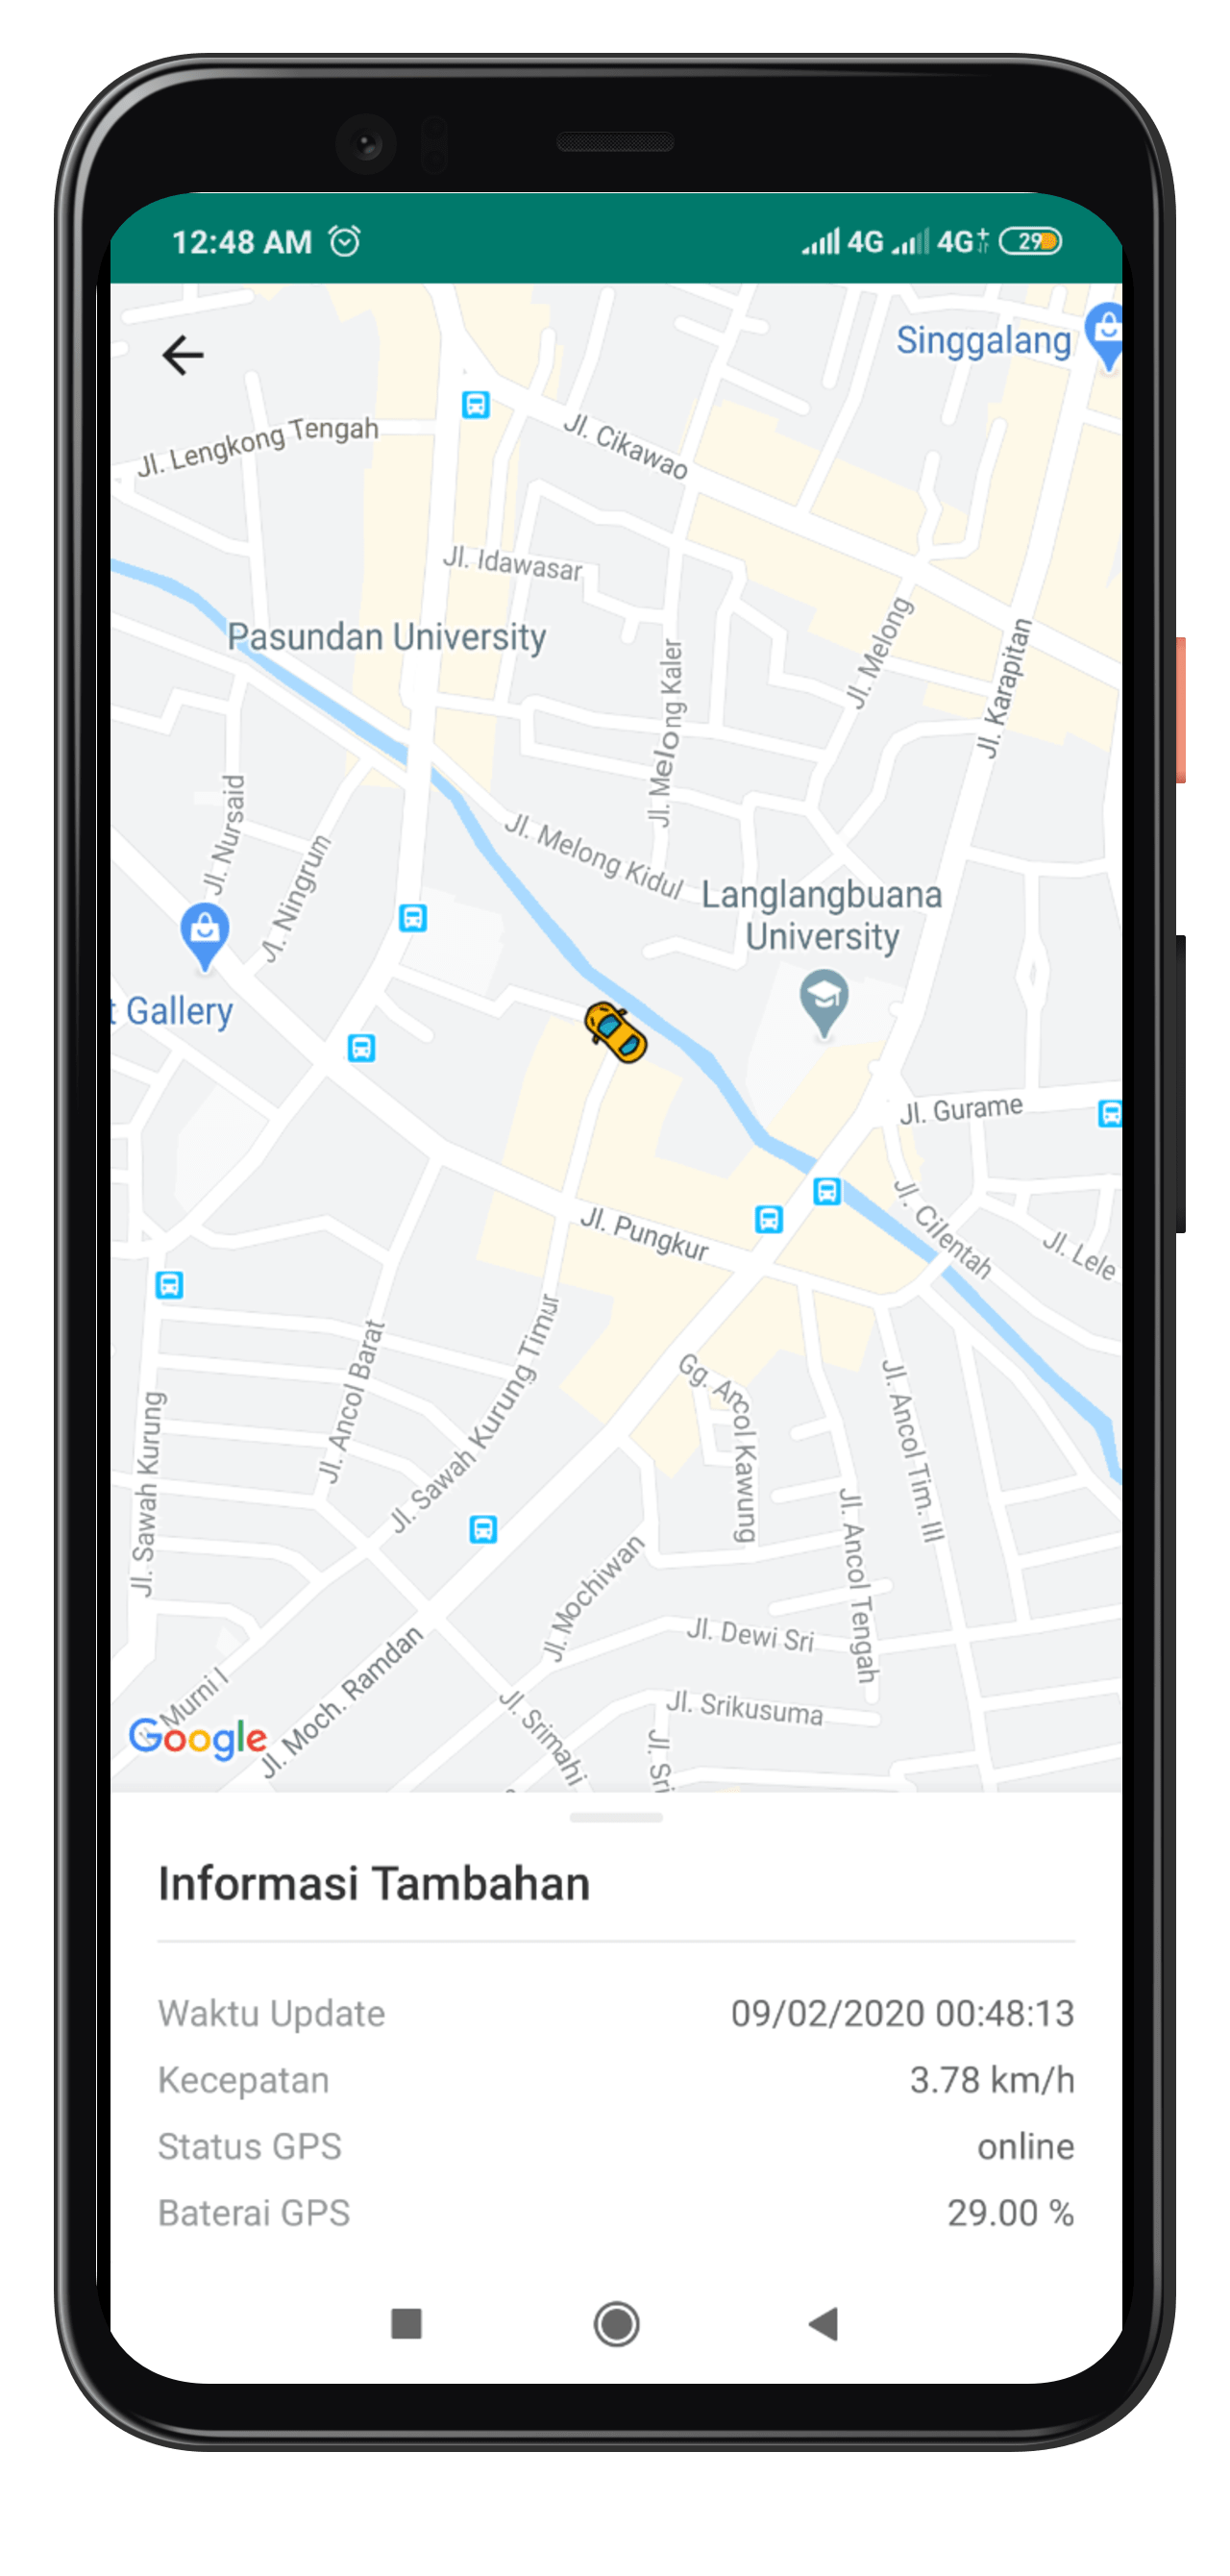 12:48 AM 4G 4G+ 29
Singgalang
Jl. Cikawao
Jl. Lengkong Tengah
Jl. Idawasar
Pasundan University
Jl. Melong
Jl. Karapitan
Jl. Melong Kaler
Jl. Nursaid
Jl. Ningrum
Jl. Melong Kidul
Langlangbuana
University
t Gallery
Jl. Gurame
Jl. Cilentah
Jl. Lele
Jl. Pungkur
Jl. Ancol Barat
Jl. Sawah Kurung Timur
Gg. Ancol Kawung
Jl. Ancol Tim. III
Jl. Sawah Kurung
Jl. Ancol Tengah
Jl. Mochiwan
Jl. Dewi Sri
Murni I
Jl. Moch. Ramdan
Jl. Srimahi
Jl. Srikusuma
Jl. Sri
Google
Informasi Tambahan
Waktu Update 09/02/2020 00:48:13
Kecepatan 3.78 km/h
Status GPS online
Baterai GPS 29.00 %